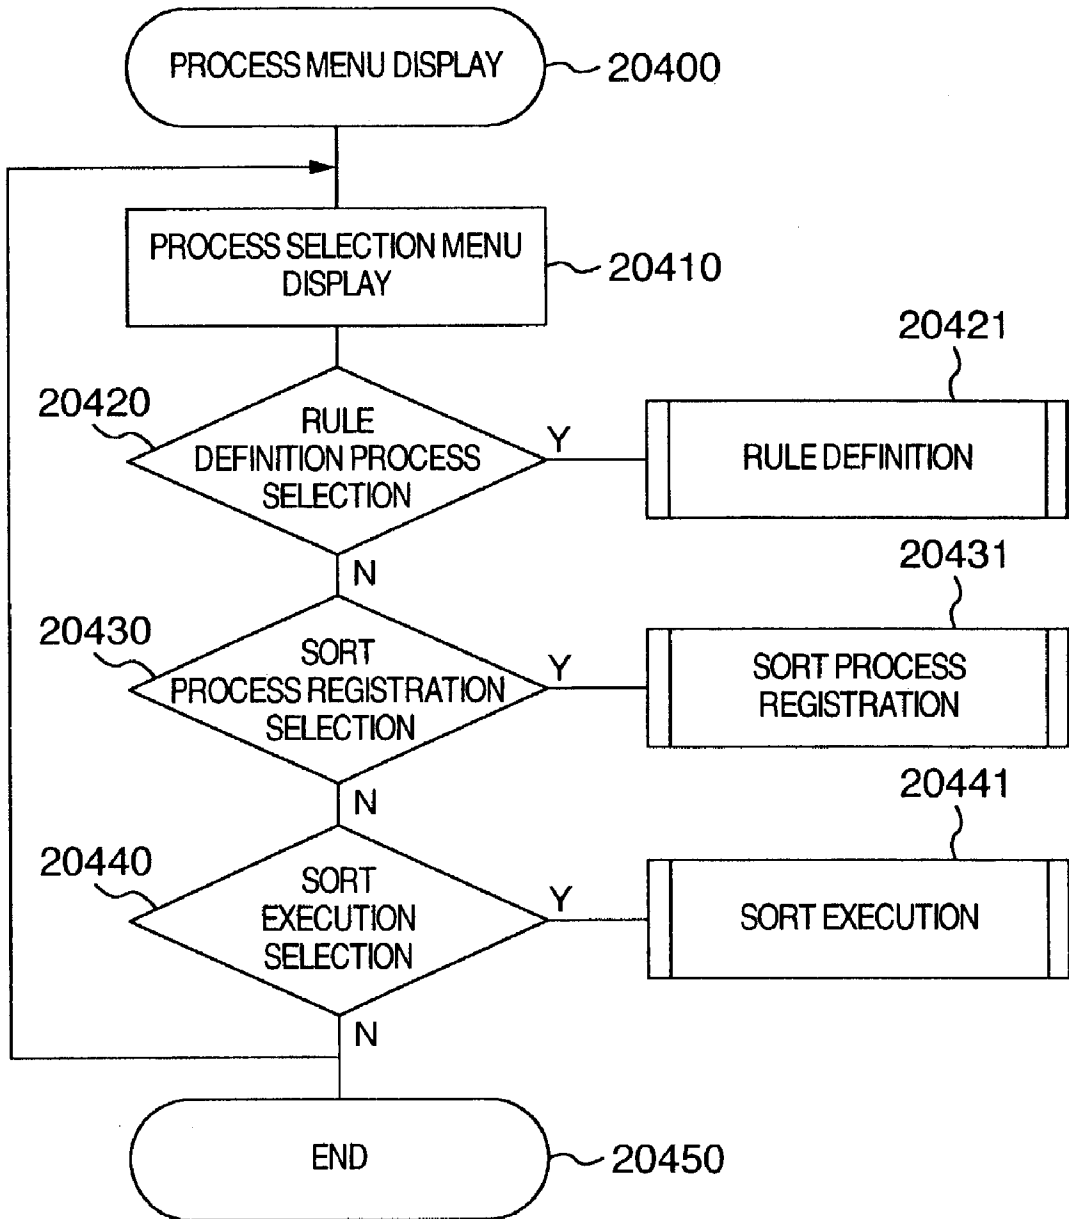 PROCESS MENU DISPLAY
20400
PROCESS SELECTION MENU
DISPLAY
20410
20421
20420
RULE
DEFINITION PROCESS
SELECTION
Y
RULE DEFINITION
N
20431
20430
SORT
PROCESS REGISTRATION
SELECTION
Y
SORT PROCESS
REGISTRATION
N
20441
20440
SORT
EXECUTION
SELECTION
Y
SORT EXECUTION
N
END
20450